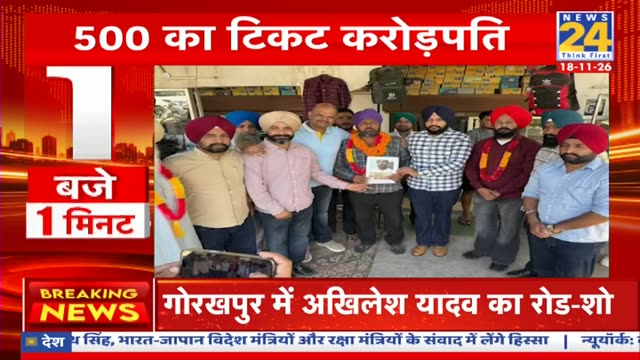 500 का टिकट करोड़पति
NEWS
24
Think First
18-11-26
1
बजे
1 मिनट
BREAKING
NEWS
गोरखपुर में अखिलेश यादव का रोड-शो
देश
सिंह, भारत-जापान विदेश मंत्रियों और रक्षा मंत्रियों के संवाद में लेंगे हिस्सा
न्यूयॉर्क: